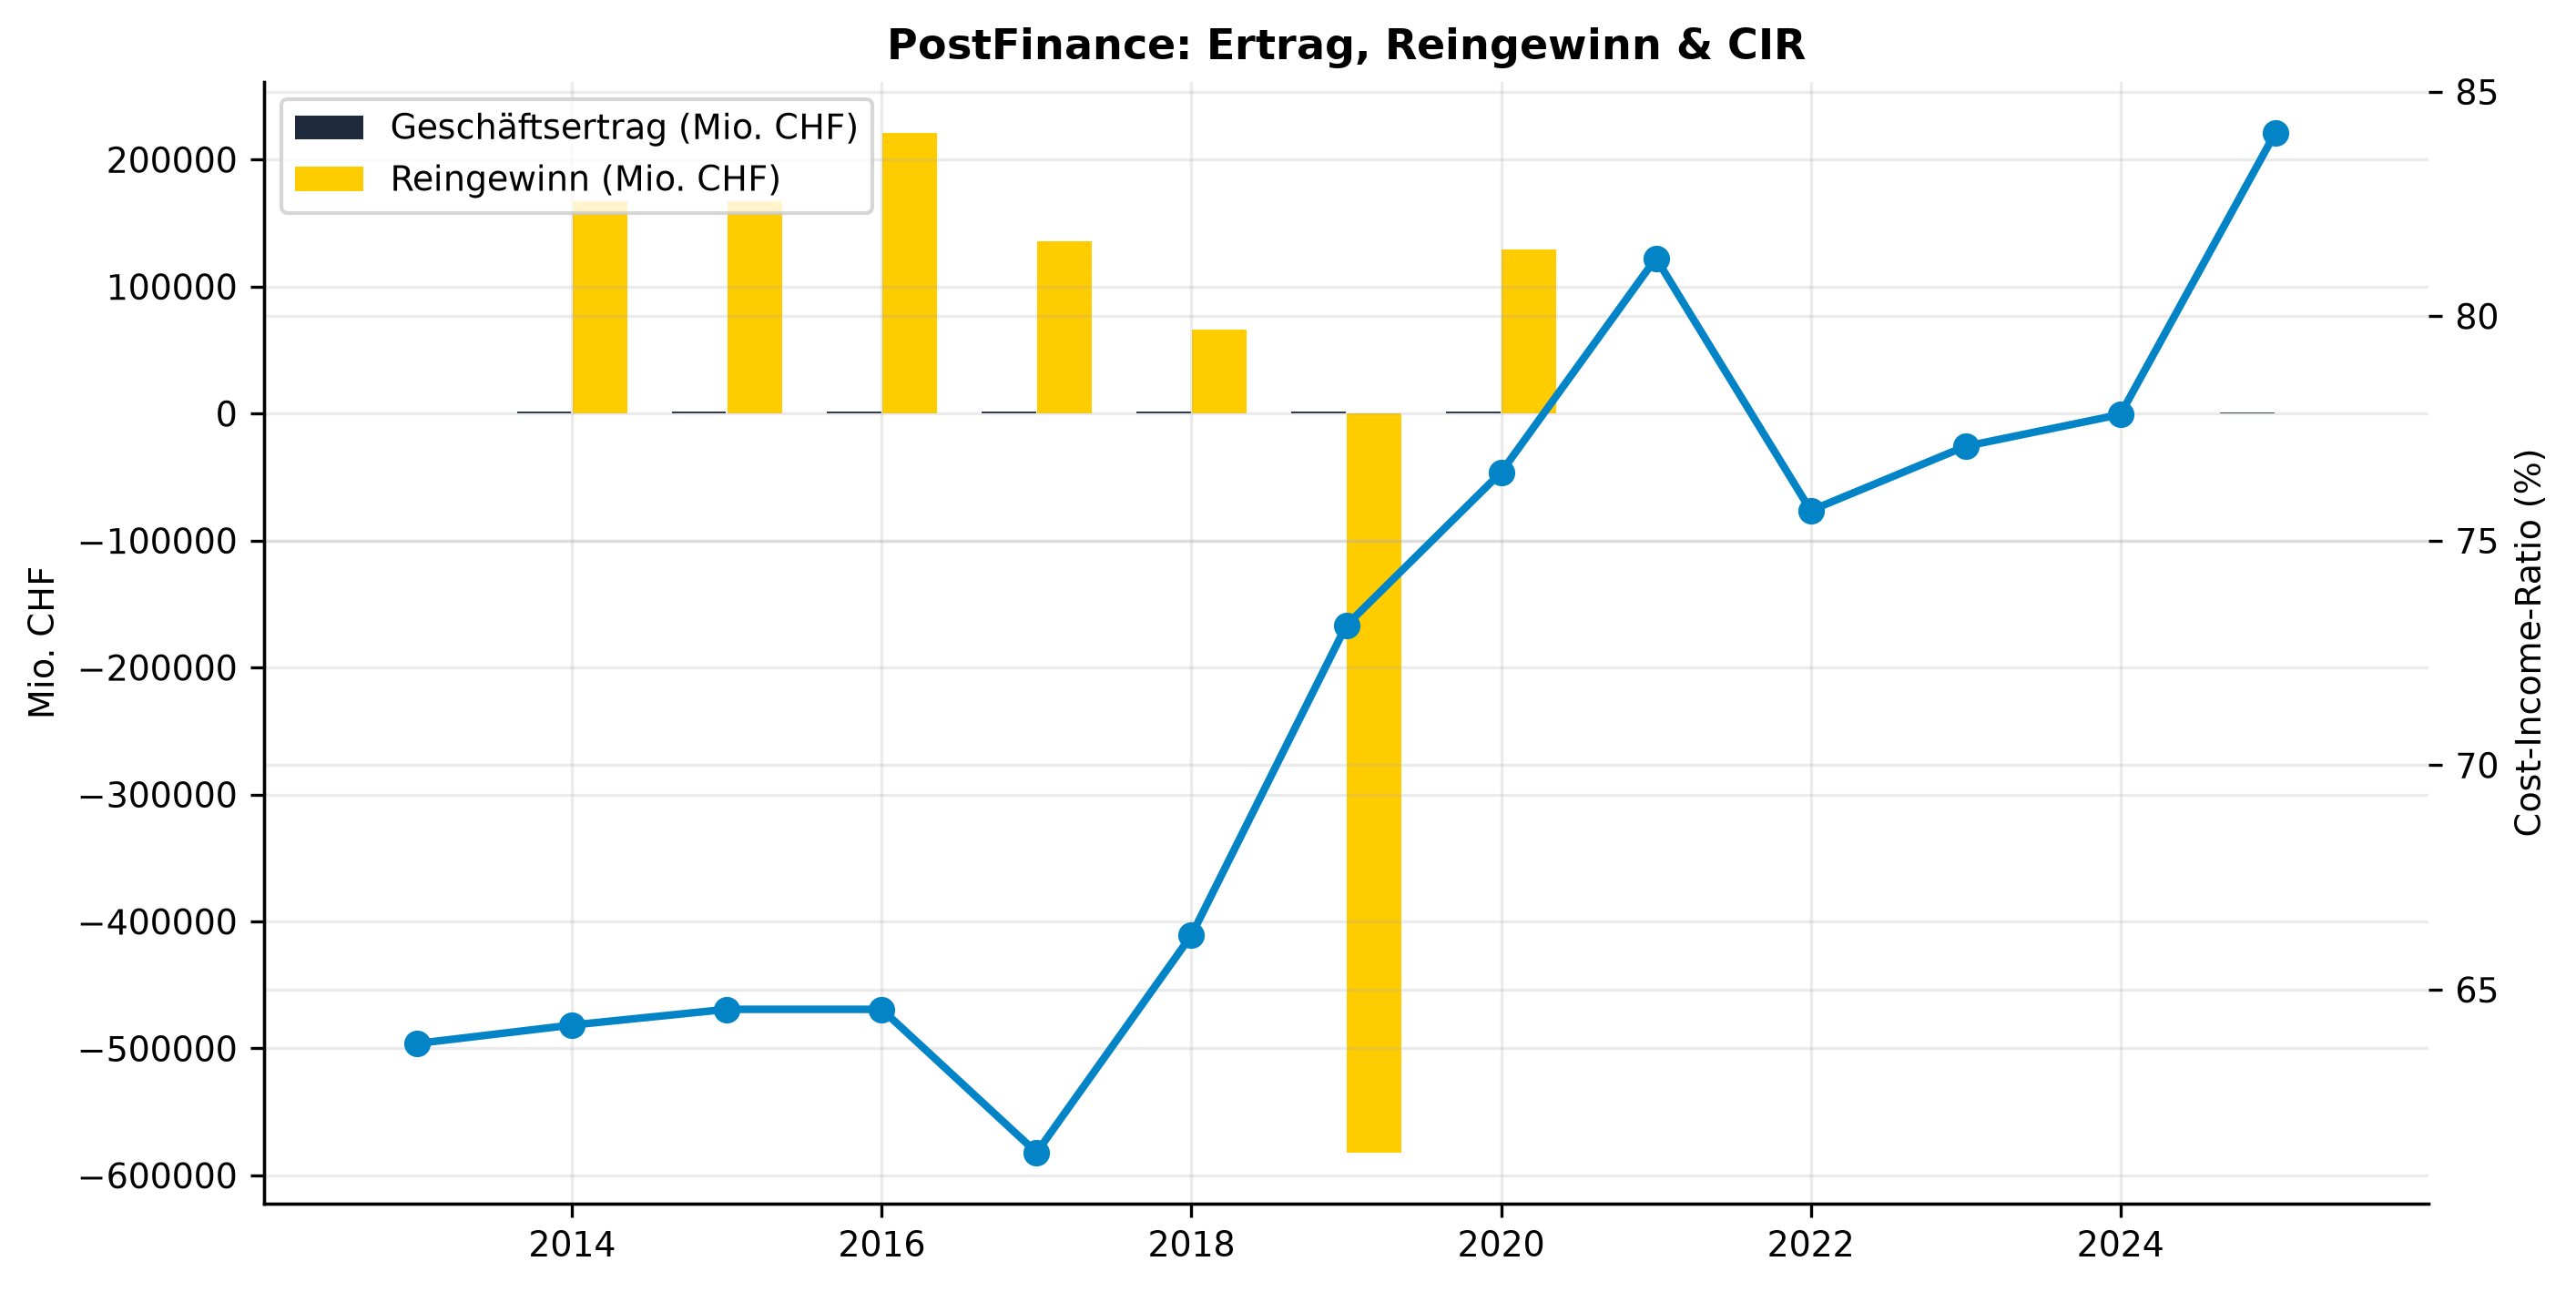 PostFinance: Ertrag, Reingewinn & CIR
Geschäftsertrag (Mio. CHF)
Reingewinn (Mio. CHF)
Mio. CHF
200000
100000
0
−100000
−200000
−300000
−400000
−500000
−600000
85
80
75
70
65
Cost-Income-Ratio (%)
2014 2016 2018 2020 2022 2024